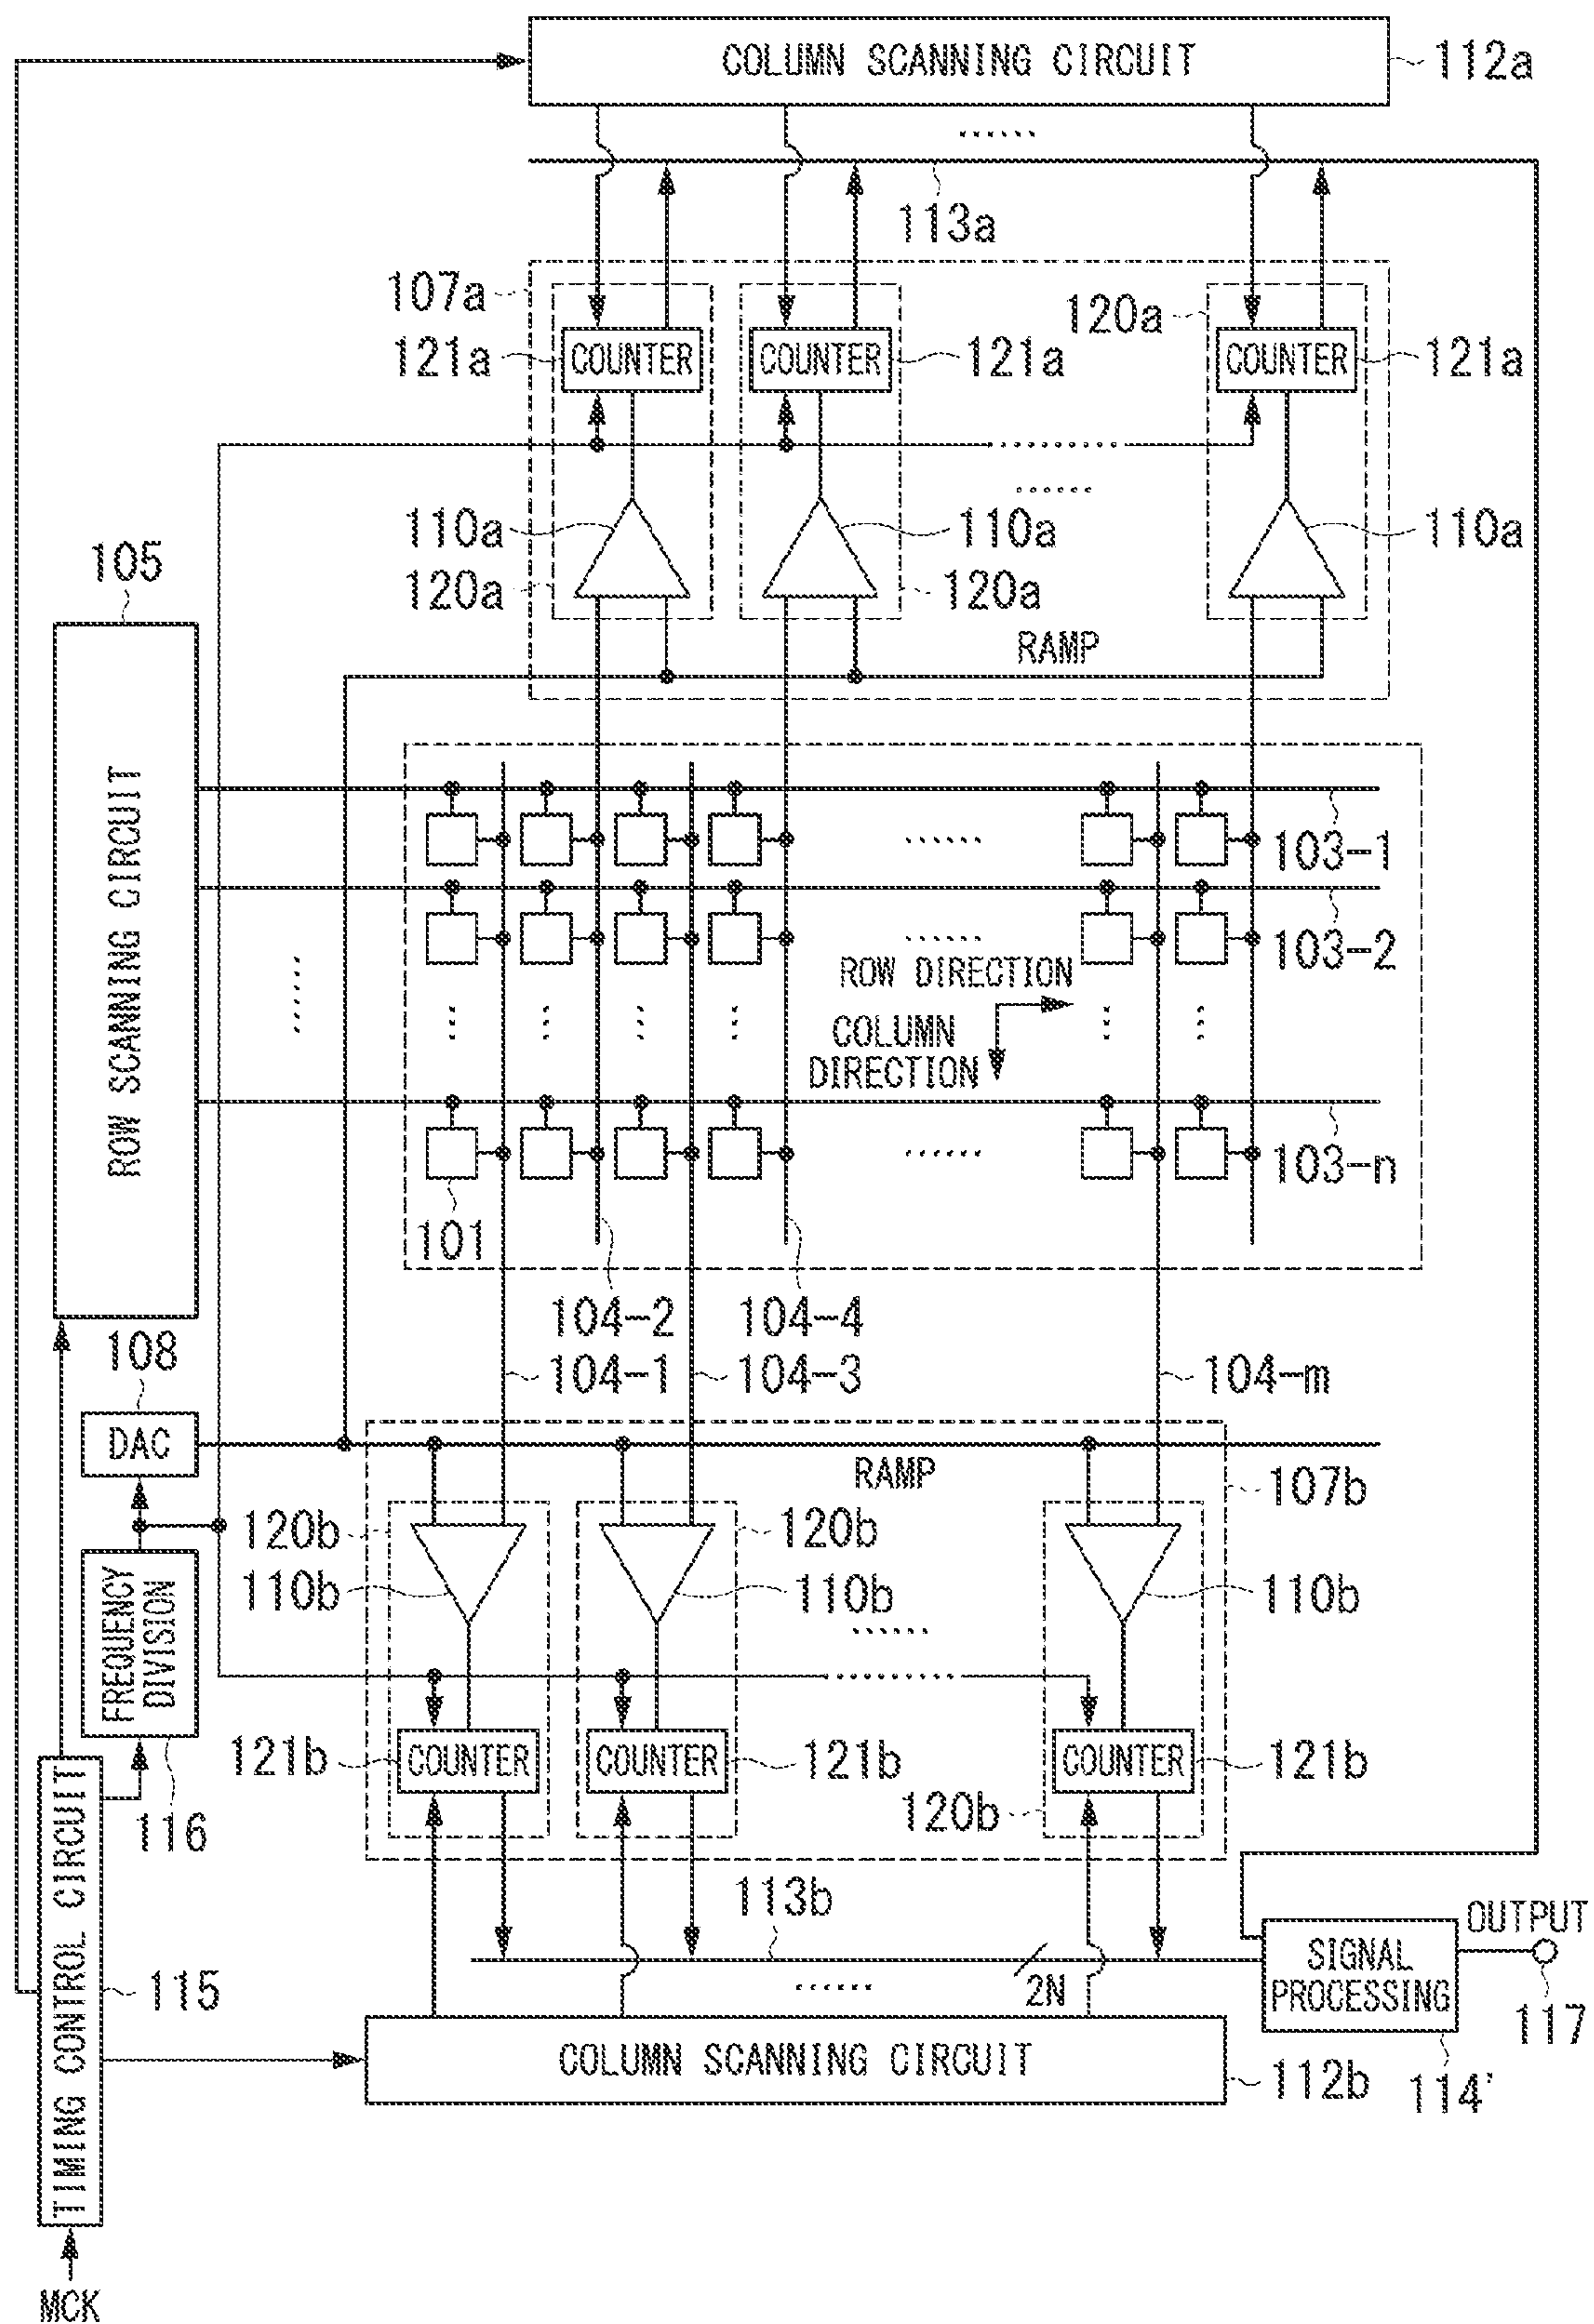 COLUMN SCANNING CIRCUIT
112a
113a
107a
120a
121a
COUNTER
COUNTER
121a
COUNTER
121a
110a
110a
110a
120a
120a
RAMP
105
ROW SCANNING CIRCUIT
103-1
103-2
ROW DIRECTION
COLUMN
DIRECTION
103-n
101
104-2
104-4
104-1
104-3
104-m
108
DAC
RAMP
107b
120b
120b
110b
110b
110b
FREQUENCY
DIVISION
116
121b
COUNTER
COUNTER
121b
COUNTER
121b
120b
TIMING CONTROL CIRCUIT
115
113b
2N
SIGNAL
PROCESSING
OUTPUT
117
114'
COLUMN SCANNING CIRCUIT
112b
MCK